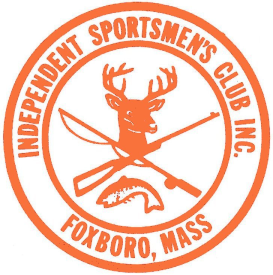 INDEPENDENT SPORTSMEN'S CLUB INC.
FOXBORO, MASS